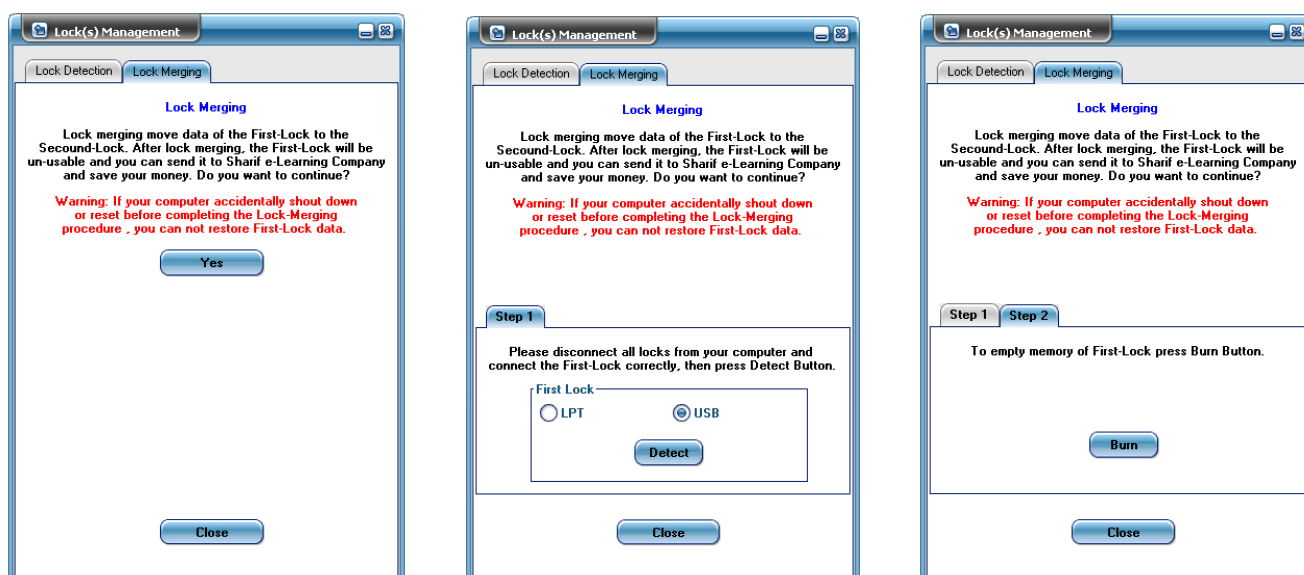 Lock(s) Management
Lock Detection
Lock Merging
Lock Merging
Lock merging move data of the First-Lock to the
Secound-Lock. After lock merging, the First-Lock will be
un-usable and you can send it to Sharif e-Learning Company
and save your money. Do you want to continue?
Warning: If your computer accidentally shout down
or reset before completing the Lock-Merging
procedure , you can not restore First-Lock data.
Yes
Close
Lock(s) Management
Lock Detection
Lock Merging
Lock Merging
Lock merging move data of the First-Lock to the
Secound-Lock. After lock merging, the First-Lock will be
un-usable and you can send it to Sharif e-Learning Company
and save your money. Do you want to continue?
Warning: If your computer accidentally shout down
or reset before completing the Lock-Merging
procedure , you can not restore First-Lock data.
Step 1
Please disconnect all locks from your computer and
connect the First-Lock correctly, then press Detect Button.
First Lock
LPT
USB
Detect
Close
Lock(s) Management
Lock Detection
Lock Merging
Lock Merging
Lock merging move data of the First-Lock to the
Secound-Lock. After lock merging, the First-Lock will be
un-usable and you can send it to Sharif e-Learning Company
and save your money. Do you want to continue?
Warning: If your computer accidentally shout down
or reset before completing the Lock-Merging
procedure , you can not restore First-Lock data.
Step 1
Step 2
To empty memory of First-Lock press Burn Button.
Burn
Close